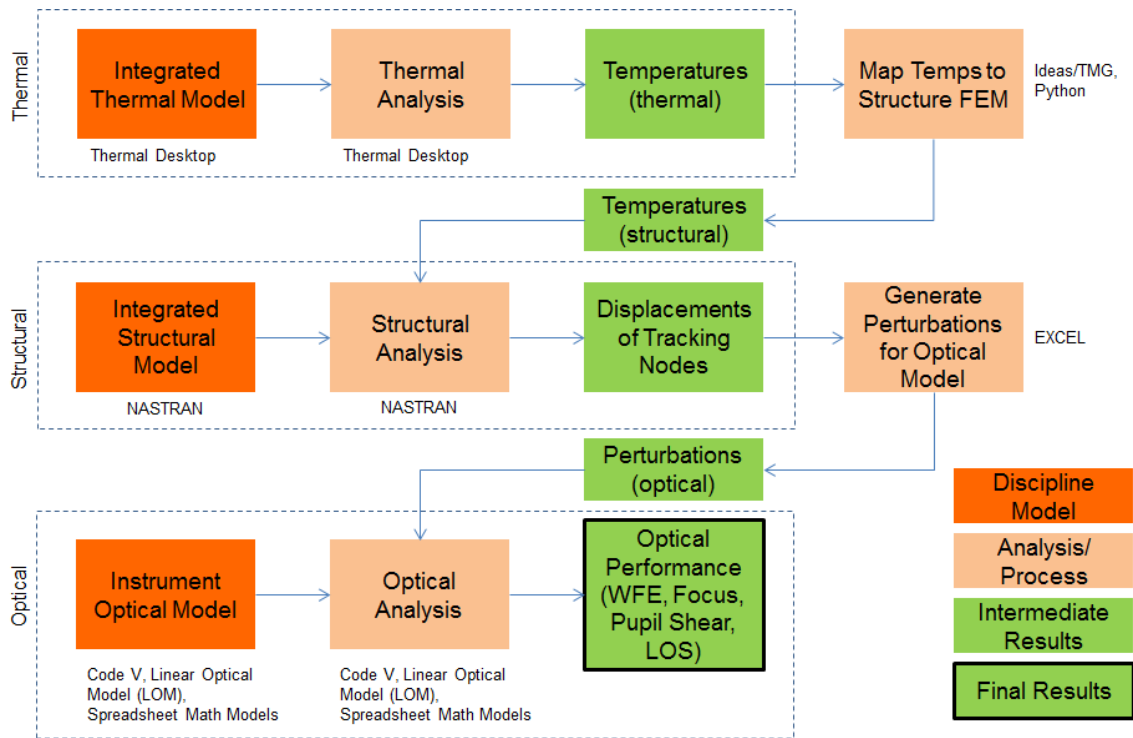 Thermal
Integrated
Thermal Model
Thermal Desktop
Thermal
Analysis
Thermal Desktop
Temperatures
(thermal)
Map Temps to
Structure FEM
Ideas/TMG,
Python
Temperatures
(structural)
Structural
Integrated
Structural
Model
NASTRAN
Structural
Analysis
NASTRAN
Displacements
of Tracking
Nodes
Generate
Perturbations
for Optical
Model
EXCEL
Perturbations
(optical)
Optical
Instrument
Optical Model
Code V, Linear Optical
Model (LOM),
Spreadsheet Math Models
Optical
Analysis
Code V, Linear Optical
Model (LOM),
Spreadsheet Math Models
Optical
Performance
(WFE, Focus,
Pupil Shear,
LOS)
Discipline
Model
Analysis/
Process
Intermediate
Results
Final Results